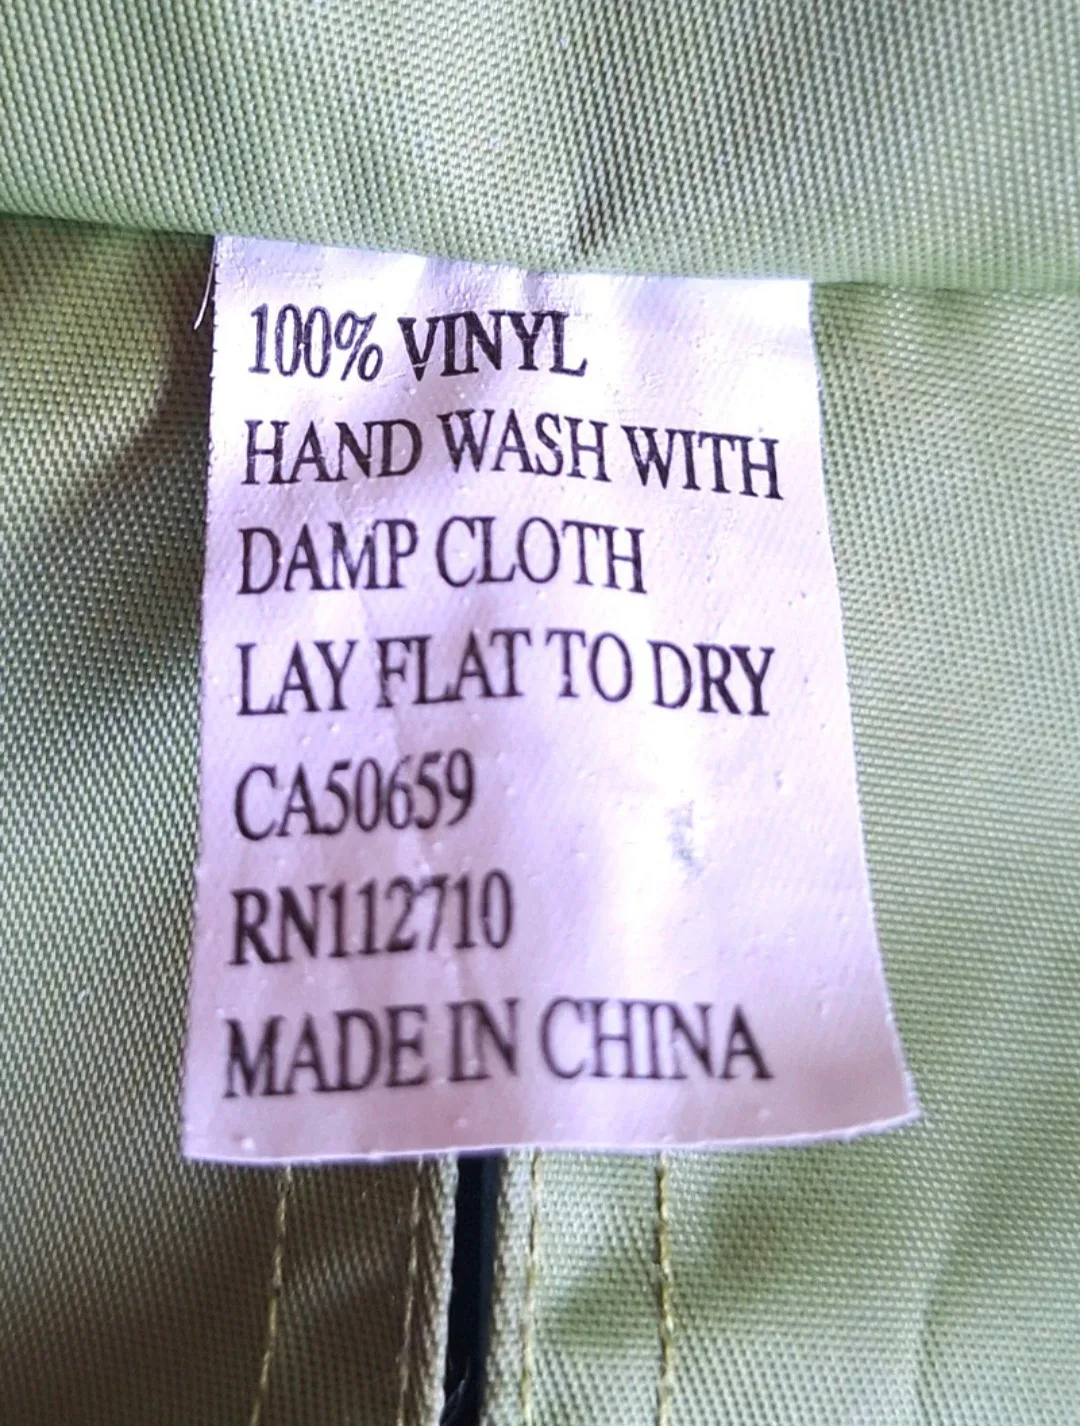 100% VINYL
HAND WASH WITH
DAMP CLOTH
LAY FLAT TO DRY
CA50659
RN112710
MADE IN CHINA